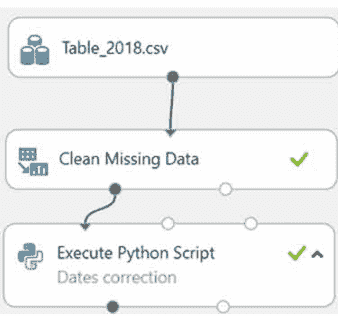 Table_2018.csv
Clean Missing Data
Execute Python Script
Dates correction